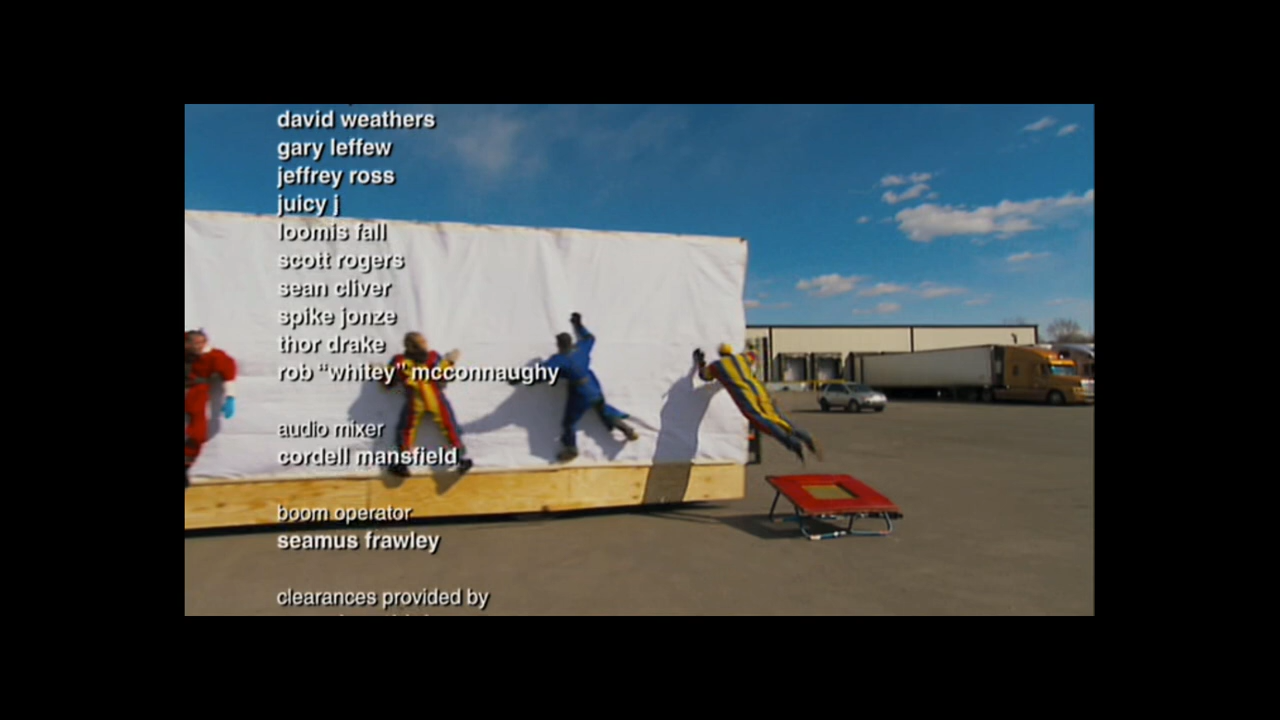 david weathers
gary leffew
jeffrey ross
juicy j
loomis fall
scott rogers
sean cliver
spike jonze
thor drake
rob "whitey" mcconnaughy
audio mixer
cordell mansfield
boom operator
seamus frawley
clearances provided by